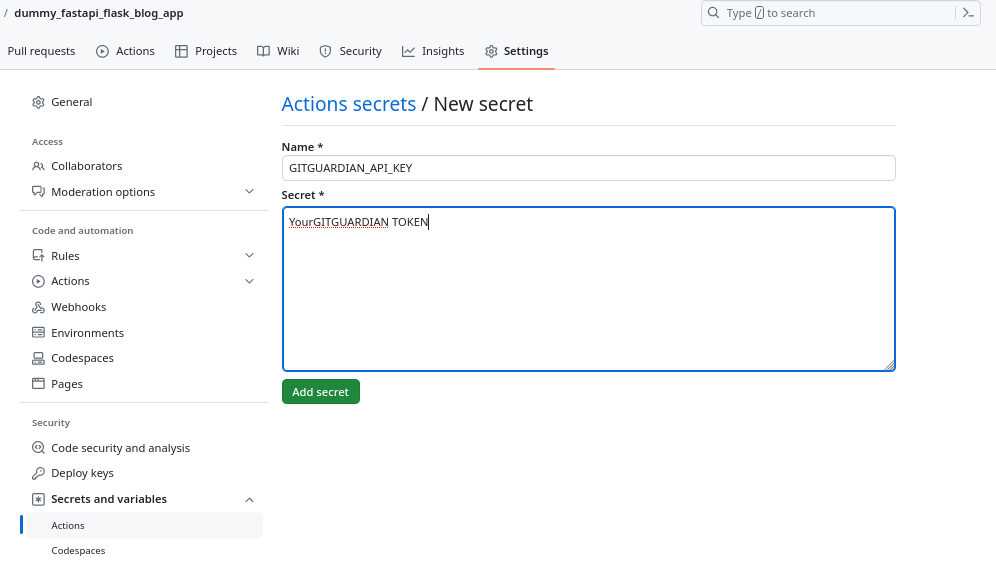 / dummy_fastapi_flask_blog_app
Type / to search
Pull requests Actions Projects Wiki Security Insights Settings
General
Access
Collaborators
Moderation options
Code and automation
Rules
Actions
Webhooks
Environments
Codespaces
Pages
Security
Code security and analysis
Deploy keys
Secrets and variables
Actions
Codespaces
Actions secrets / New secret
Name *
GITGUARDIAN_API_KEY
Secret *
YourGITGUARDIAN TOKEN
Add secret